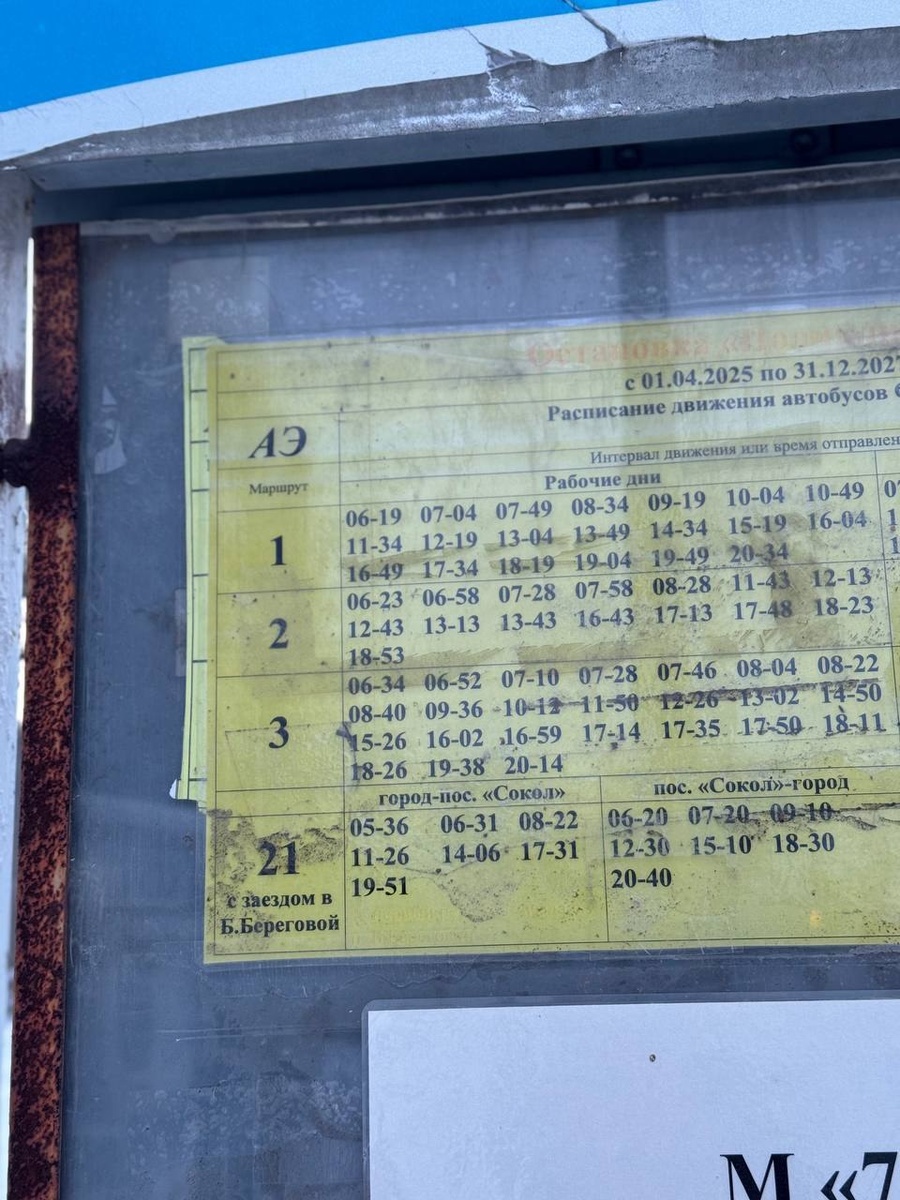 с 01.04.2025 по 31.12.202
Расписание движения автобусов
АЭ
Интервал движения или время отправлен
Маршрут
Рабочие дни
1
06-19 07-04 07-49 08-34 09-19 10-04 10-49
11-34 12-19 13-04 13-49 14-34 15-19 16-04
16-49 17-34 18-19 19-04 19-49 20-34
2
06-23 06-58 07-28 07-58 08-28 11-43 12-13
12-43 13-13 13-43 16-43 17-13 17-48 18-23
18-53
3
06-34 06-52 07-10 07-28 07-46 08-04 08-22
08-40 09-36 10-12 11-50 12-26 13-02 14-50
15-26 16-02 16-59 17-14 17-35 17-50 18-11
18-26 19-38 20-14
город-пос. «Сокол» пос. «Сокол»-город
21
с заездом в
Б.Береговой
05-36 06-31 08-22
11-26 14-06 17-31
19-51
06-20 07-20 09-10
12-30 15-10 18-30
20-40
М «7